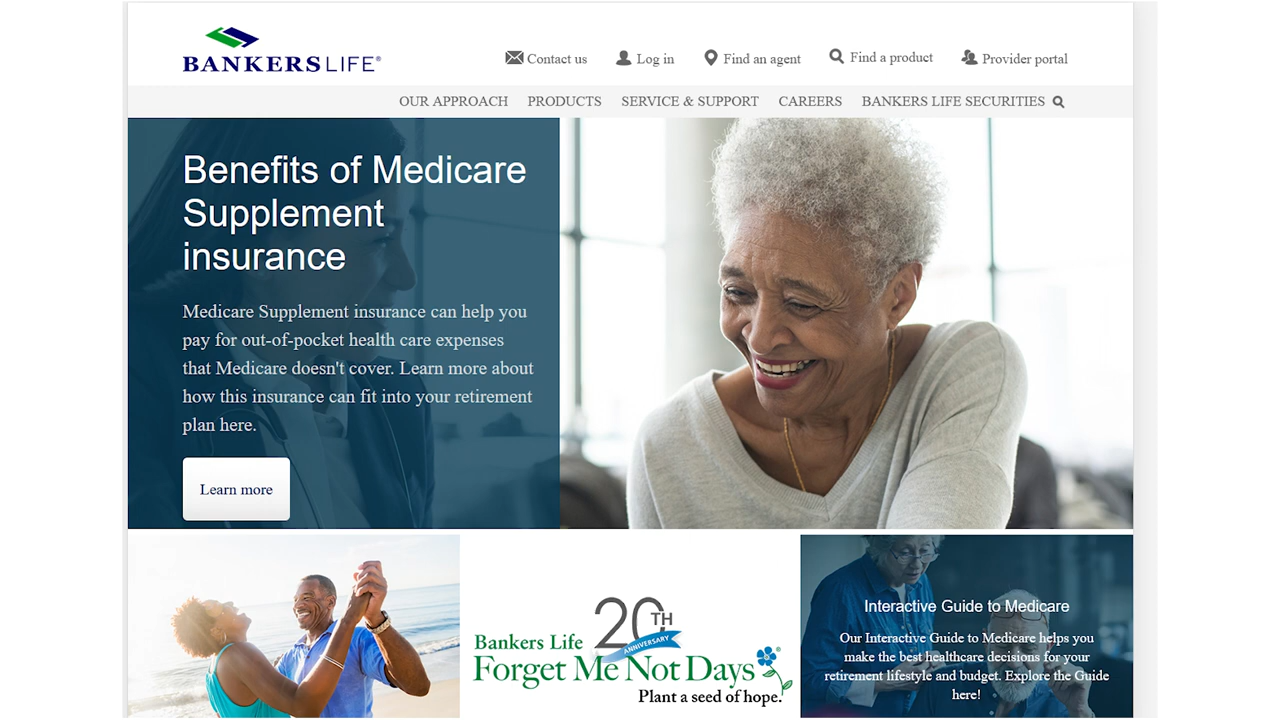 BANKERS LIFE®
Contact us
Log in
Find an agent
Find a product
Provider portal
OUR APPROACH
PRODUCTS
SERVICE & SUPPORT
CAREERS
BANKERS LIFE SECURITIES
Benefits of Medicare
Supplement
insurance
Medicare Supplement insurance can help you
pay for out-of-pocket health care expenses
that Medicare doesn't cover. Learn more about
how this insurance can fit into your retirement
plan here.
Learn more
20TH
ANNIVERSARY
Bankers Life
Forget Me Not Days®
Plant a seed of hope.
Interactive Guide to Medicare
Our Interactive Guide to Medicare helps you
make the best healthcare decisions for your
retirement lifestyle and budget. Explore the Guide
here!